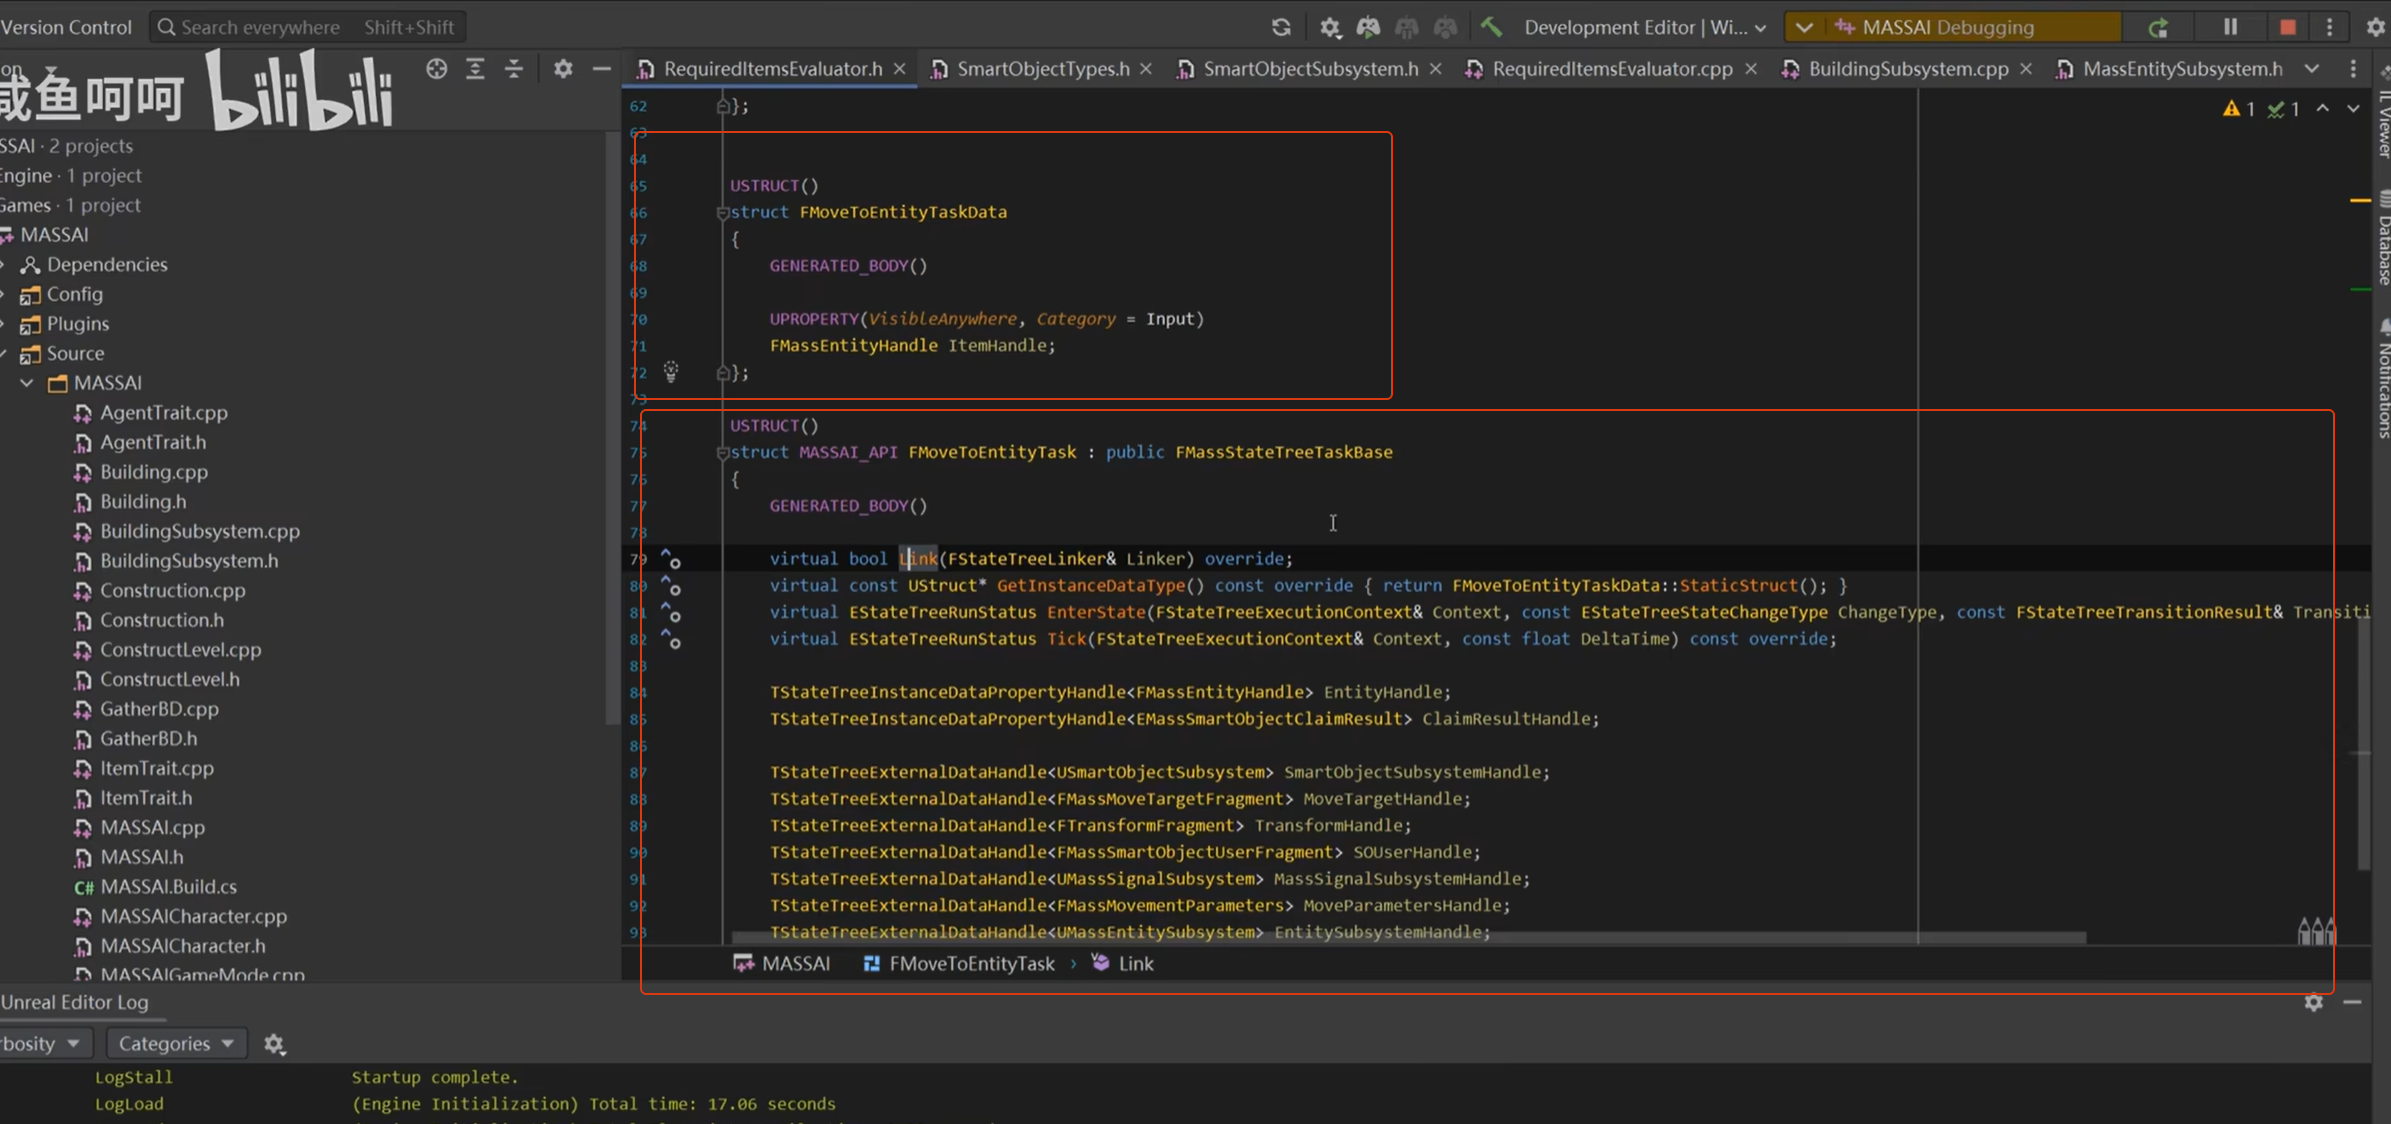 Version Control
Search everywhere Shift+Shift
Development Editor | Wi...
MASSAI Debugging
咸鱼呵呵 bilibili
RequiredItemsEvaluator.h
SmartObjectTypes.h
SmartObjectSubsystem.h
RequiredItemsEvaluator.cpp
BuildingSubsystem.cpp
MassEntitySubsystem.h
SSAI · 2 projects
Engine · 1 project
Games · 1 project
MASSAI
Dependencies
Config
Plugins
Source
MASSAI
AgentTrait.cpp
AgentTrait.h
Building.cpp
Building.h
BuildingSubsystem.cpp
BuildingSubsystem.h
Construction.cpp
Construction.h
ConstructLevel.cpp
ConstructLevel.h
GatherBD.cpp
GatherBD.h
ItemTrait.cpp
ItemTrait.h
MASSAI.cpp
MASSAI.h
C# MASSAI.Build.cs
MASSAICharacter.cpp
MASSAICharacter.h
MASSAIGameMode.cpp
1 1
62 };
63
64
65 USTRUCT()
66 struct FMoveToEntityTaskData
67 {
68 GENERATED_BODY()
69
70 UPROPERTY(VisibleAnywhere, Category = Input)
71 FMassEntityHandle ItemHandle;
72 };
73
74 USTRUCT()
75 struct MASSAI_API FMoveToEntityTask : public FMassStateTreeTaskBase
76 {
77 GENERATED_BODY()
78
79 virtual bool Link(FStateTreeLinker& Linker) override;
80 virtual const UStruct* GetInstanceDataType() const override { return FMoveToEntityTaskData::StaticStruct(); }
81 virtual EStateTreeRunStatus EnterState(FStateTreeExecutionContext& Context, const EStateTreeStateChangeType ChangeType, const FStateTreeTransitionResult& Transiti
82 virtual EStateTreeRunStatus Tick(FStateTreeExecutionContext& Context, const float DeltaTime) const override;
83
84 TStateTreeInstanceDataPropertyHandle<FMassEntityHandle> EntityHandle;
85 TStateTreeInstanceDataPropertyHandle<EMassSmartObjectClaimResult> ClaimResultHandle;
86
87 TStateTreeExternalDataHandle<USmartObjectSubsystem> SmartObjectSubsystemHandle;
88 TStateTreeExternalDataHandle<FMassMoveTargetFragment> MoveTargetHandle;
89 TStateTreeExternalDataHandle<FTransformFragment> TransformHandle;
90 TStateTreeExternalDataHandle<FMassSmartObjectUserFragment> SOUserHandle;
91 TStateTreeExternalDataHandle<UMassSignalSubsystem> MassSignalSubsystemHandle;
92 TStateTreeExternalDataHandle<FMassMovementParameters> MoveParametersHandle;
93 TStateTreeExternalDataHandle<UMassEntitySubsystem> EntitySubsystemHandle;
MASSAI FMoveToEntityTask › Link
IL Viewer
Database
Notifications
Unreal Editor Log
rbosity Categories
LogStall Startup complete.
LogLoad (Engine Initialization) Total time: 17.06 seconds